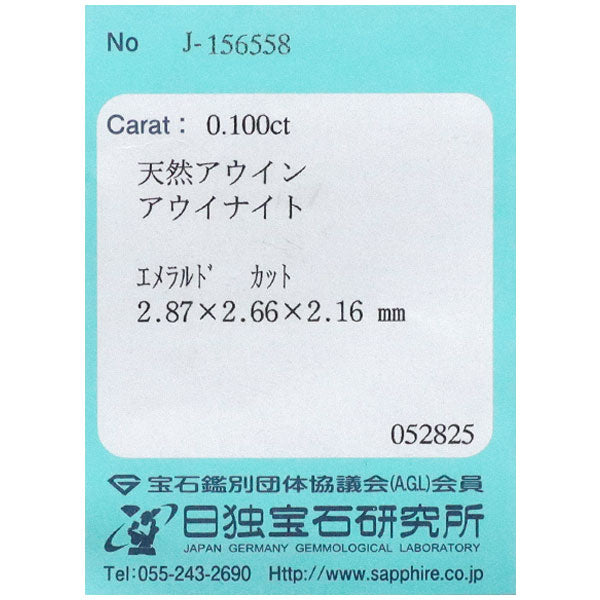 No J-156558
Carat: 0.100ct
天然アウイン
アウイナイト
ｴﾒﾗﾙﾄﾞ ｶｯﾄ
2.87×2.66×2.16 mm
052825
宝石鑑別団体協議会(AGL)会員
日独宝石研究所
JAPAN GERMANY GEMMOLOGICAL LABORATORY
Tel:055-243-2690 Http://www.sapphire.co.jp